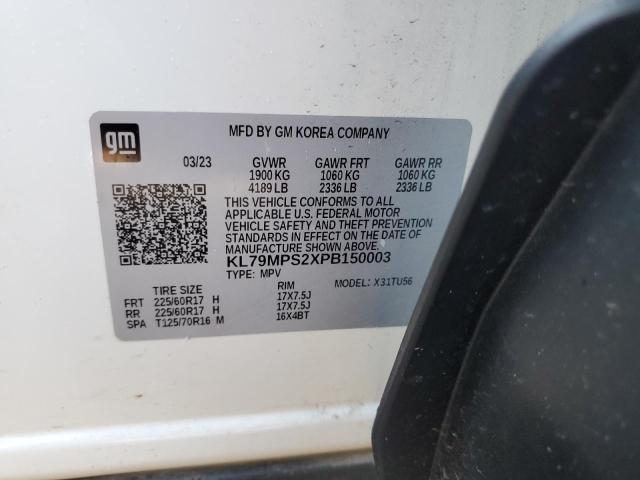 gm
MFD BY GM KOREA COMPANY
03/23 GVWR GAWR FRT GAWR RR
1900 KG 1060 KG 1060 KG
4189 LB 2336 LB 2336 LB
THIS VEHICLE CONFORMS TO ALL
APPLICABLE U.S. FEDERAL MOTOR
VEHICLE SAFETY AND THEFT PREVENTION
STANDARDS IN EFFECT ON THE DATE OF
MANUFACTURE SHOWN ABOVE.
KL79MPS2XPB150003
TYPE: MPV MODEL: X31TU56
TIRE SIZE RIM
FRT 225/60R17 H 17X7.5J
RR 225/60R17 H 17X7.5J
SPA T125/70R16 M 16X4BT